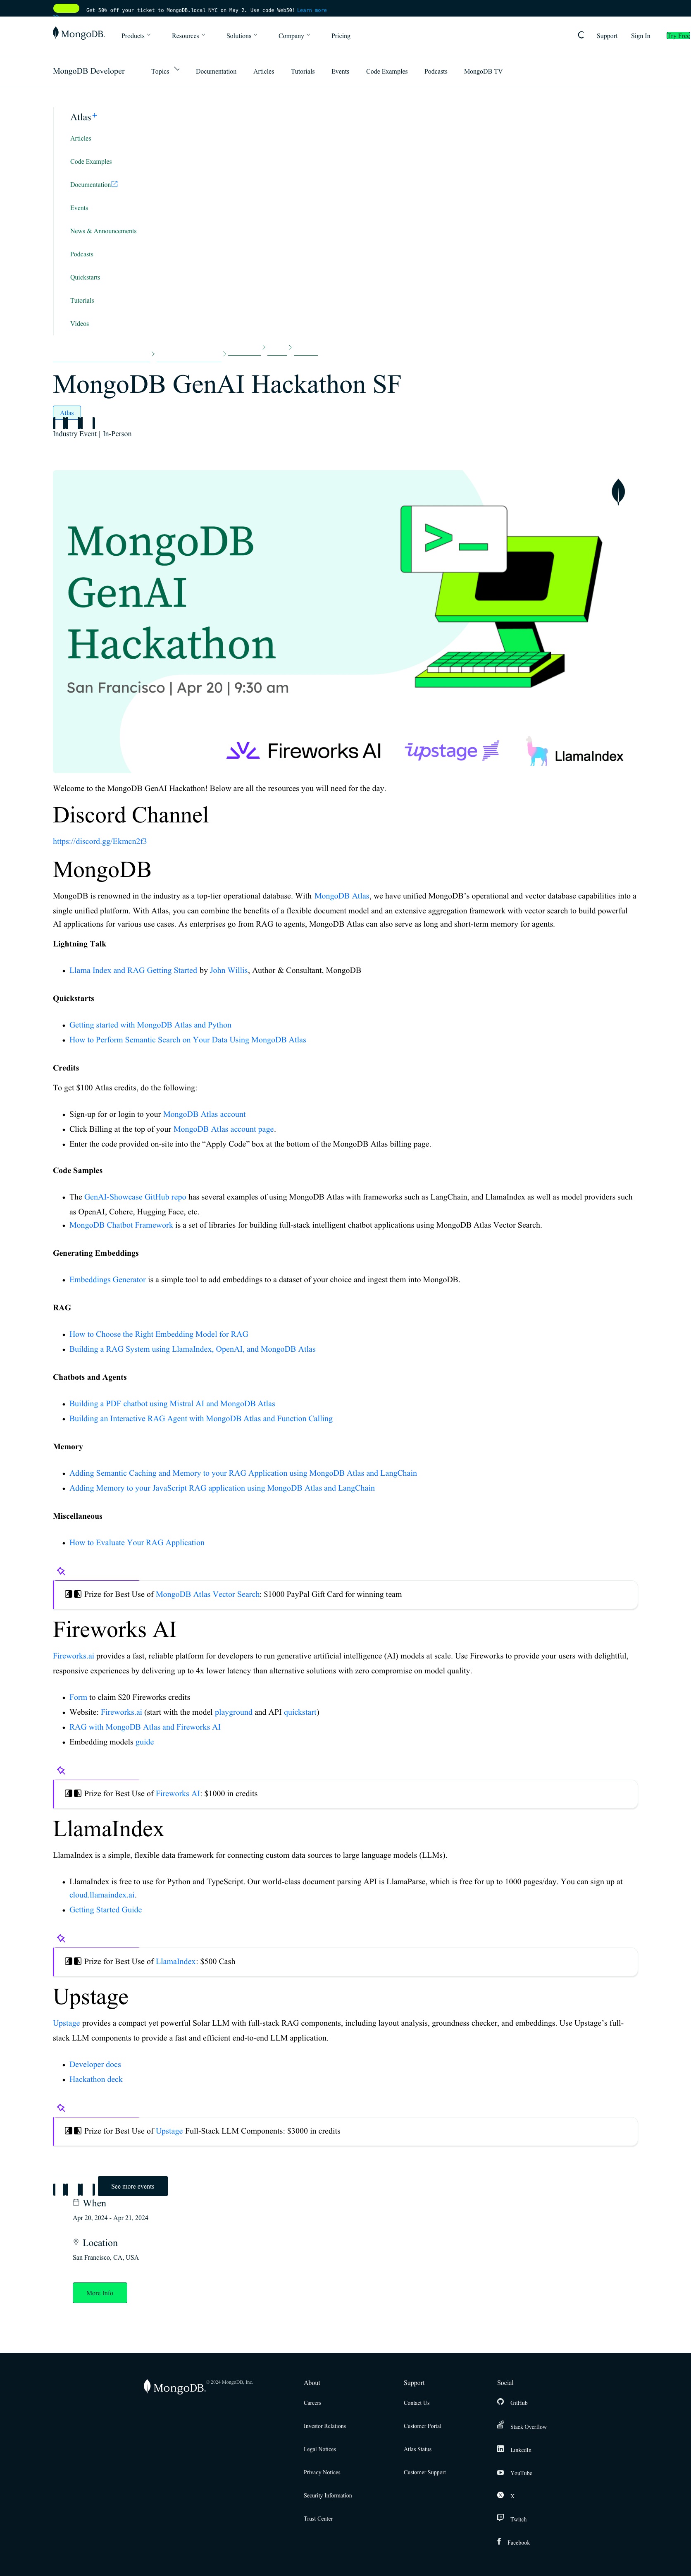 Get 50% off your ticket to MongoDB.local NYC on May 2. Use code Web50! Learn more
MongoDB.
Products
Resources
Solutions
Company
Pricing
Support
Sign In
Try Free
MongoDB Developer
Topics
Documentation
Articles
Tutorials
Events
Code Examples
Podcasts
MongoDB TV
Atlas+
Articles
Code Examples
Documentation
Events
News & Announcements
Podcasts
Quickstarts
Tutorials
Videos
MongoDB GenAI Hackathon SF
Atlas
Industry Event | In-Person
MongoDB
GenAI
Hackathon
San Francisco | Apr 20 | 9:30 am
Fireworks AI
upstage
LlamaIndex
Welcome to the MongoDB GenAI Hackathon! Below are all the resources you will need for the day.
Discord Channel
https://discord.gg/Ekmcn2f3
MongoDB
MongoDB is renowned in the industry as a top-tier operational database. With MongoDB Atlas, we have unified MongoDB’s operational and vector database capabilities into a
single unified platform. With Atlas, you can combine the benefits of a flexible document model and an extensive aggregation framework with vector search to build powerful
AI applications for various use cases. As enterprises go from RAG to agents, MongoDB Atlas can also serve as long and short-term memory for agents.
Lightning Talk
Llama Index and RAG Getting Started by John Willis, Author & Consultant, MongoDB
Quickstarts
Getting started with MongoDB Atlas and Python
How to Perform Semantic Search on Your Data Using MongoDB Atlas
Credits
To get $100 Atlas credits, do the following:
Sign-up for or login to your MongoDB Atlas account
Click Billing at the top of your MongoDB Atlas account page.
Enter the code provided on-site into the “Apply Code” box at the bottom of the MongoDB Atlas billing page.
Code Samples
The GenAI-Showcase GitHub repo has several examples of using MongoDB Atlas with frameworks such as LangChain, and LlamaIndex as well as model providers such
as OpenAI, Cohere, Hugging Face, etc.
MongoDB Chatbot Framework is a set of libraries for building full-stack intelligent chatbot applications using MongoDB Atlas Vector Search.
Generating Embeddings
Embeddings Generator is a simple tool to add embeddings to a dataset of your choice and ingest them into MongoDB.
RAG
How to Choose the Right Embedding Model for RAG
Building a RAG System using LlamaIndex, OpenAI, and MongoDB Atlas
Chatbots and Agents
Building a PDF chatbot using Mistral AI and MongoDB Atlas
Building an Interactive RAG Agent with MongoDB Atlas and Function Calling
Memory
Adding Semantic Caching and Memory to your RAG Application using MongoDB Atlas and LangChain
Adding Memory to your JavaScript RAG application using MongoDB Atlas and LangChain
Miscellaneous
How to Evaluate Your RAG Application
Prize for Best Use of MongoDB Atlas Vector Search: $1000 PayPal Gift Card for winning team
Fireworks AI
Fireworks.ai provides a fast, reliable platform for developers to run generative artificial intelligence (AI) models at scale. Use Fireworks to provide your users with delightful,
responsive experiences by delivering up to 4x lower latency than alternative solutions with zero compromise on model quality.
Form to claim $20 Fireworks credits
Website: Fireworks.ai (start with the model playground and API quickstart)
RAG with MongoDB Atlas and Fireworks AI
Embedding models guide
Prize for Best Use of Fireworks AI: $1000 in credits
LlamaIndex
LlamaIndex is a simple, flexible data framework for connecting custom data sources to large language models (LLMs).
LlamaIndex is free to use for Python and TypeScript. Our world-class document parsing API is LlamaParse, which is free for up to 1000 pages/day. You can sign up at
cloud.llamaindex.ai.
Getting Started Guide
Prize for Best Use of LlamaIndex: $500 Cash
Upstage
Upstage provides a compact yet powerful Solar LLM with full-stack RAG components, including layout analysis, groundness checker, and embeddings. Use Upstage’s full-
stack LLM components to provide a fast and efficient end-to-end LLM application.
Developer docs
Hackathon deck
Prize for Best Use of Upstage Full-Stack LLM Components: $3000 in credits
See more events
When
Apr 20, 2024 - Apr 21, 2024
Location
San Francisco, CA, USA
More Info
MongoDB.
© 2024 MongoDB, Inc.
About
Careers
Investor Relations
Legal Notices
Privacy Notices
Security Information
Trust Center
Support
Contact Us
Customer Portal
Atlas Status
Customer Support
Social
GitHub
Stack Overflow
LinkedIn
YouTube
X
Twitch
Facebook